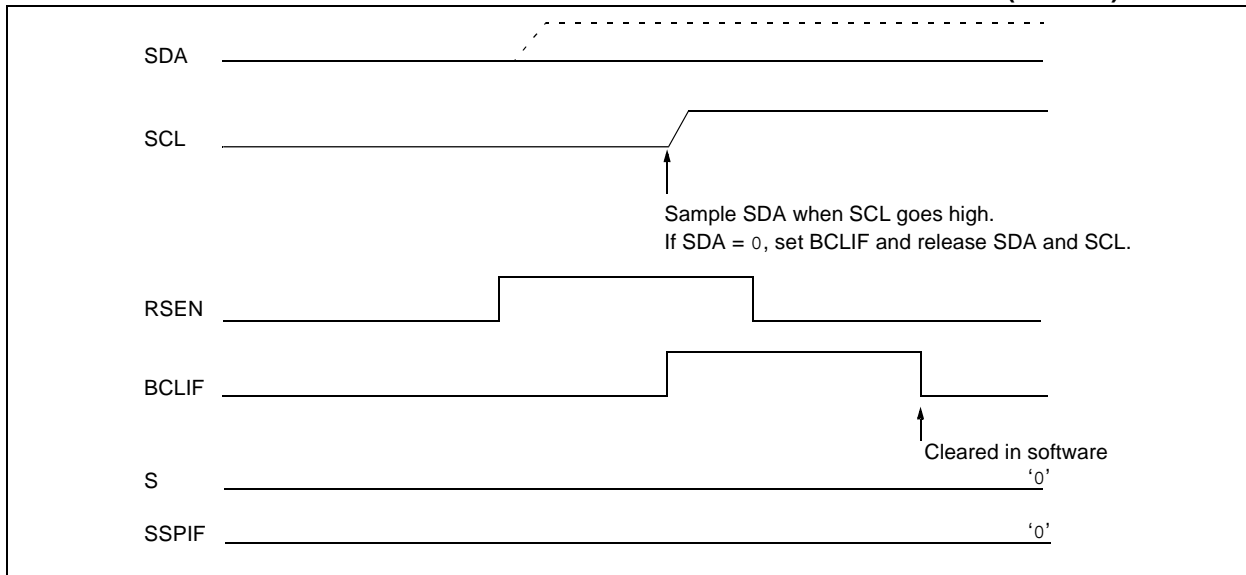 SDA
SCL
Sample SDA when SCL goes high.
If SDA = 0, set BCLIF and release SDA and SCL.
RSEN
BCLIF
Cleared in software
S
‘0’
SSPIF
‘0’